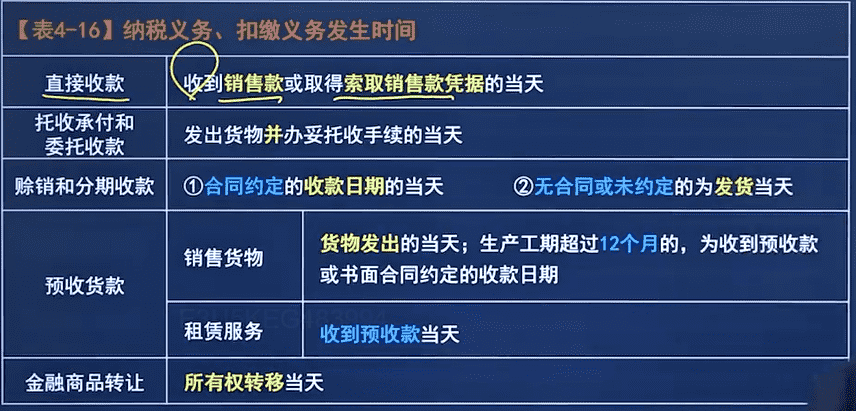 【表4-16】纳税义务、扣缴义务发生时间
直接收款
收到销售款或取得索取销售款凭据的当天
托收承付和
委托收款
发出货物并办妥托收手续的当天
赊销和分期收款
①合同约定的收款日期的当天 ②无合同或未约定的为发货当天
预收货款
销售货物
货物发出的当天；生产工期超过12个月的，为收到预收款
或书面合同约定的收款日期
租赁服务
收到预收款当天
金融商品转让
所有权转移当天